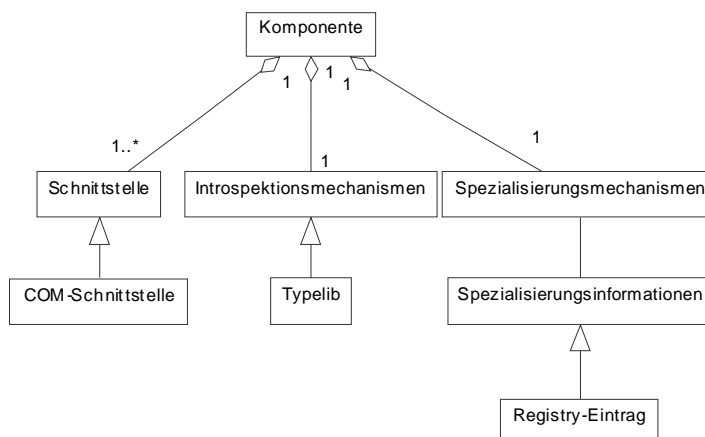 Komponente
1 1 1
1..* 1 1
Schnittstelle Introspektionsmechanismen Spezialisierungsmechanismen
COM-Schnittstelle Typelib Spezialisierungsinformationen
Registry-Eintrag